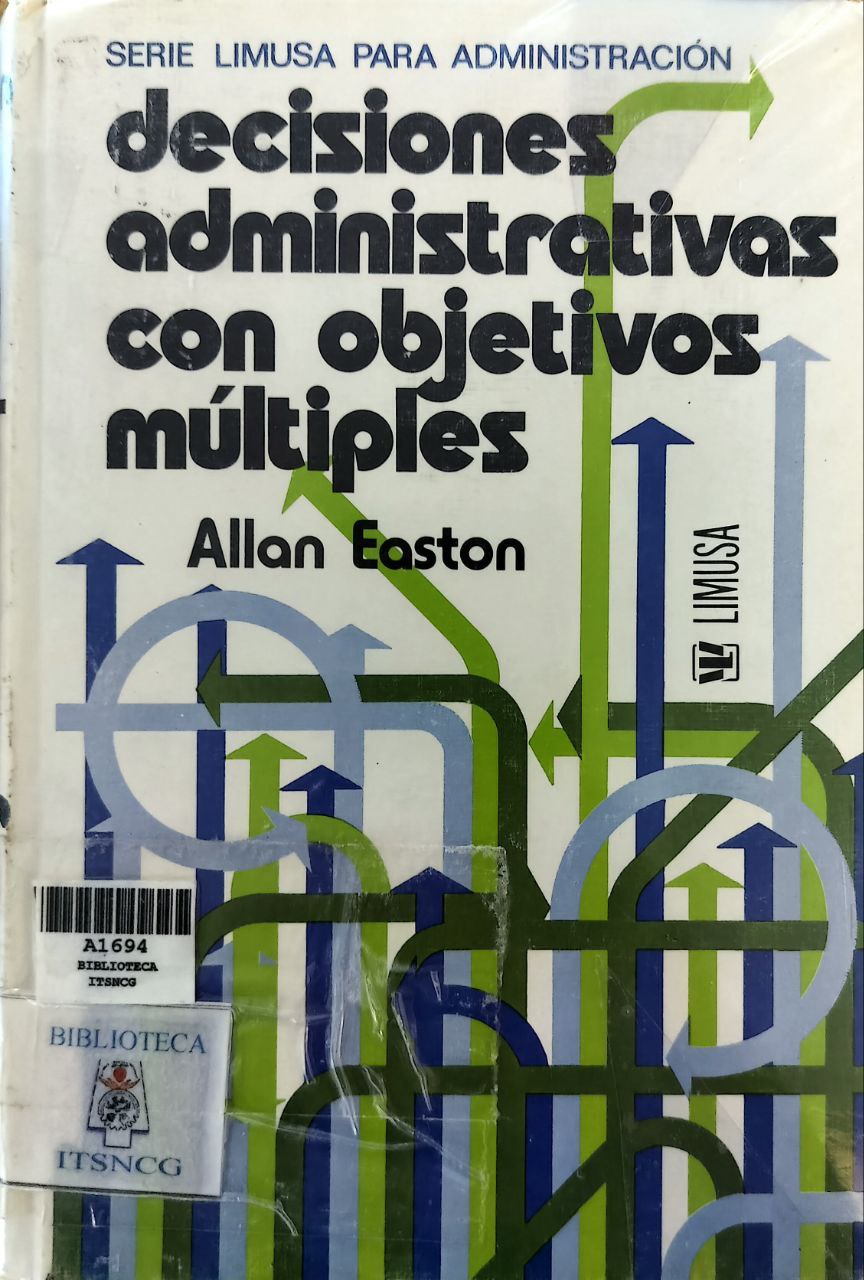 SERIE LIMUSA PARA ADMINISTRACIÓN
decisiones
administrativas
con objetivos
múltiples
Allan Easton
LIMUSA
A1694
BIBLIOTECA
ITSNCG
BIBLIOTECA
ITSNCG